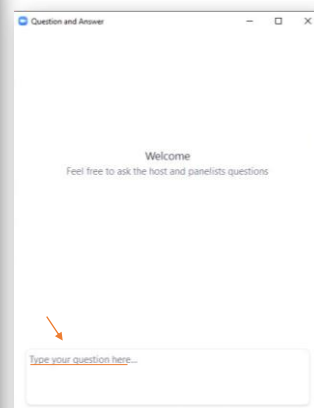 Question and Answer
Welcome
Feel free to ask the host and panelists questions
Type your question here...